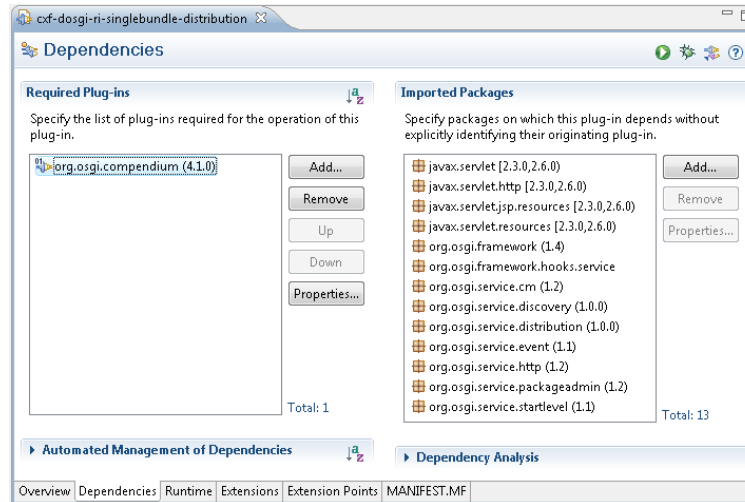 cxf-dosgi-ri-singlebundle-distribution
Dependencies
Required Plug-ins
Specify the list of plug-ins required for the operation of this
plug-in.
org.osgi.compendium (4.1.0)
Add...
Remove
Up
Down
Properties...
Total: 1
Automated Management of Dependencies
Imported Packages
Specify packages on which this plug-in depends without
explicitly identifying their originating plug-in.
javax.servlet [2.3.0,2.6.0)
javax.servlet.http [2.3.0,2.6.0)
javax.servlet.jsp.resources [2.3.0,2.6.0)
javax.servlet.resources [2.3.0,2.6.0)
org.osgi.framework (1.4)
org.osgi.framework.hooks.service
org.osgi.service.cm (1.2)
org.osgi.service.discovery (1.0.0)
org.osgi.service.distribution (1.0.0)
org.osgi.service.event (1.1)
org.osgi.service.http (1.2)
org.osgi.service.packageadmin (1.2)
org.osgi.service.startlevel (1.1)
Add...
Remove
Properties...
Total: 13
Dependency Analysis
Overview Dependencies Runtime Extensions Extension Points MANIFEST.MF